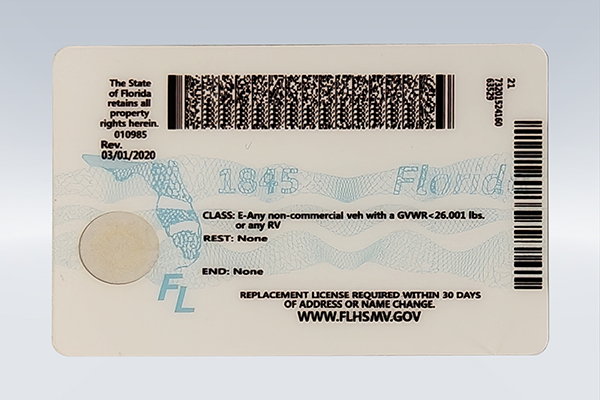 The State
of Florida
retains all
property
rights herein.
010985
Rev.
03/01/2020
21
1845 Florid
CLASS: E-Any non-commercial veh with a GVWR<26.001 lbs.
or any RV
REST: None
END: None
FL
REPLACEMENT LICENSE REQUIRED WITHIN 30 DAYS
OF ADDRESS OR NAME CHANGE.
WWW.FLHSMV.GOV